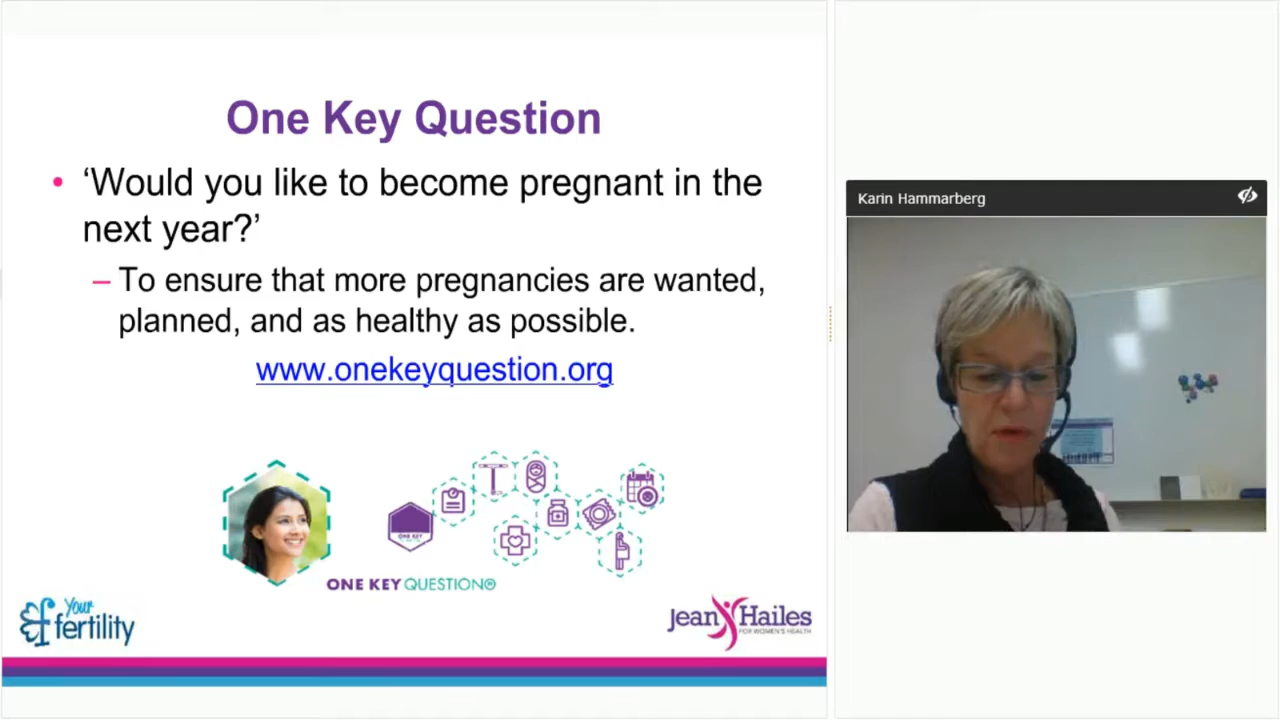 One Key Question
• ‘Would you like to become pregnant in the
next year?’
– To ensure that more pregnancies are wanted,
planned, and as healthy as possible.
www.onekeyquestion.org
ONE KEY
ONE KEY QUESTION®
Your
fertility
Jean Hailes
FOR WOMEN'S HEALTH
Karin Hammarberg